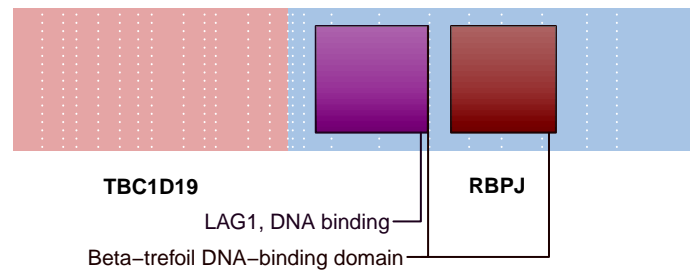 TBC1D19 RBPJ
LAG1, DNA binding
Beta−trefoil DNA−binding domain